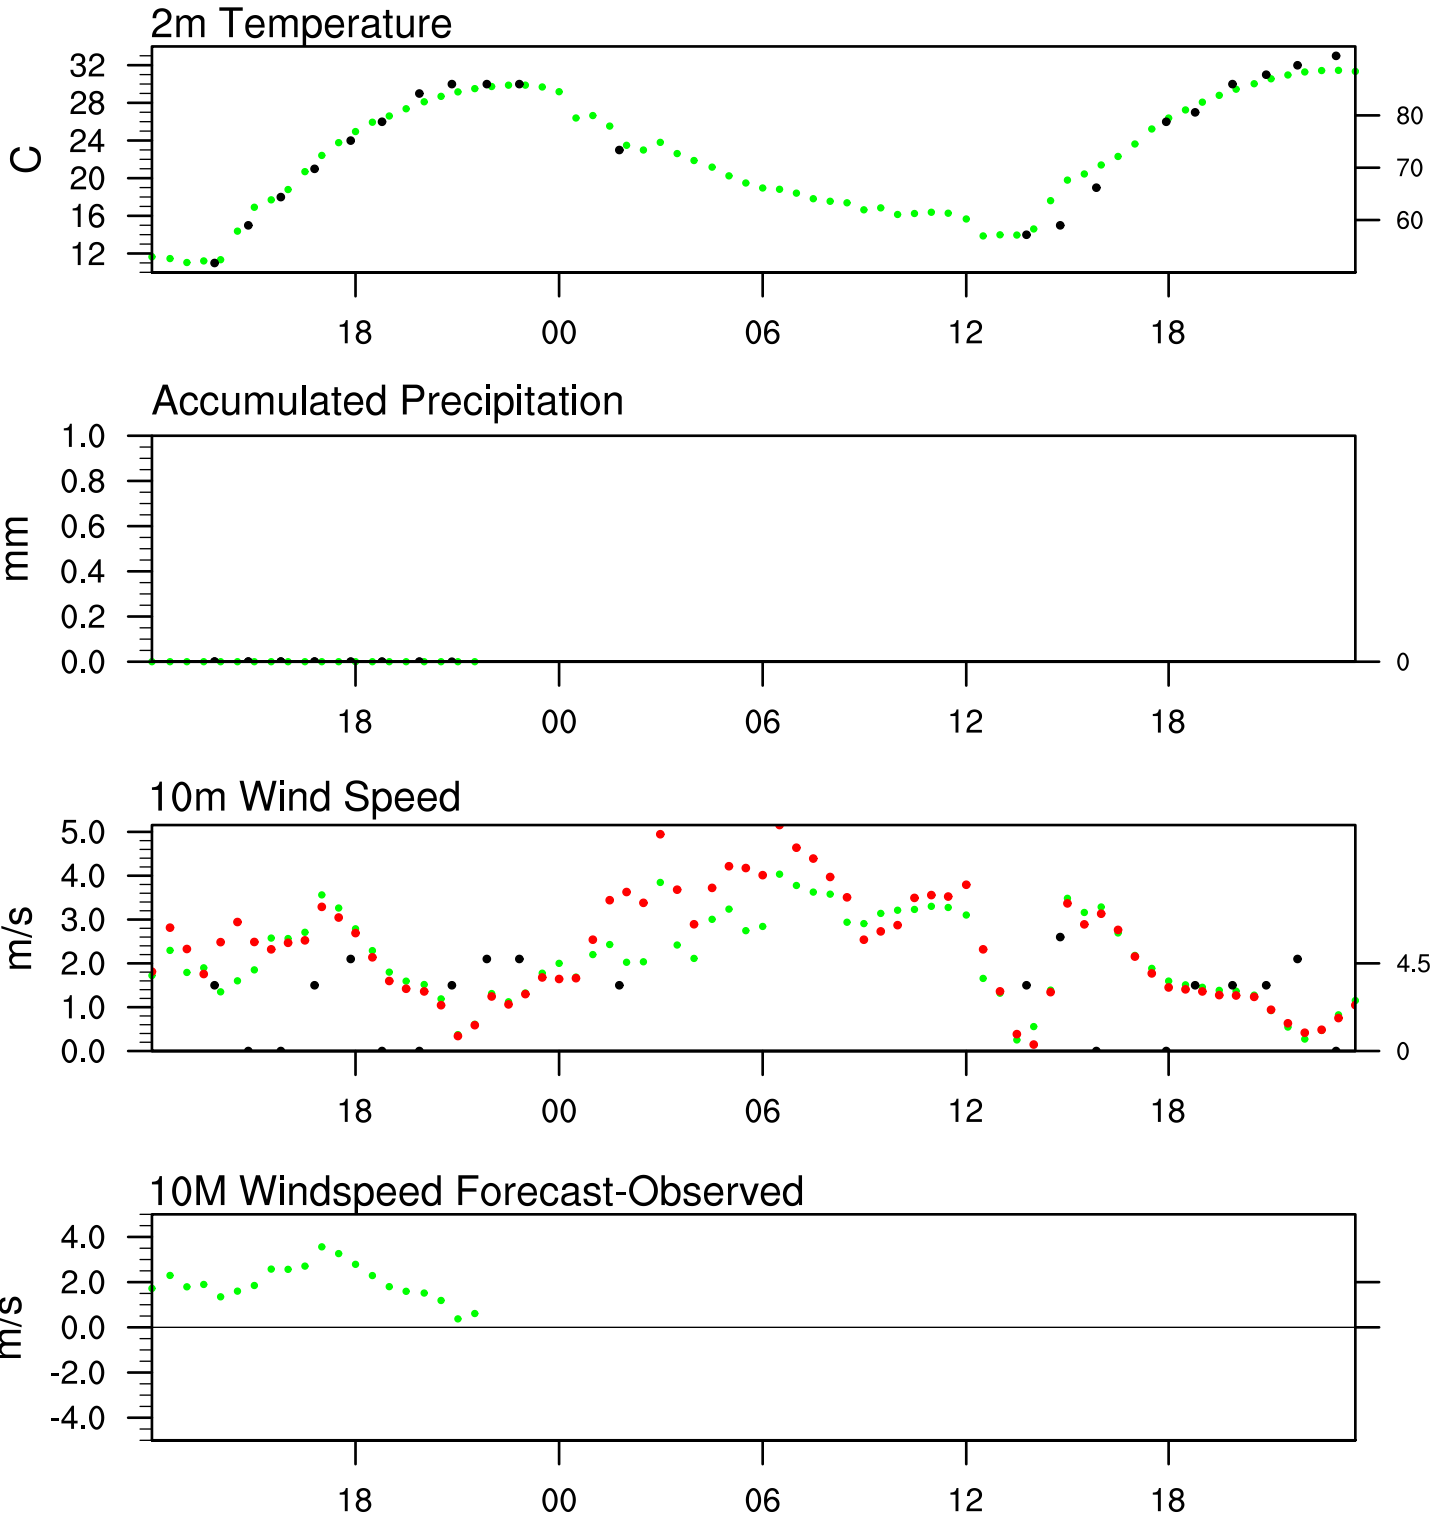 2m Temperature
32
28
24
20
16
12
C
80
70
60
18 00 06 12 18
Accumulated Precipitation
1.0
0.8
0.6
0.4
0.2
0.0
mm
0
18 00 06 12 18
10m Wind Speed
5.0
4.0
3.0
2.0
1.0
0.0
m/s
4.5
0
18 00 06 12 18
10M Windspeed Forecast-Observed
4.0
2.0
0.0
-2.0
-4.0
m/s
18 00 06 12 18